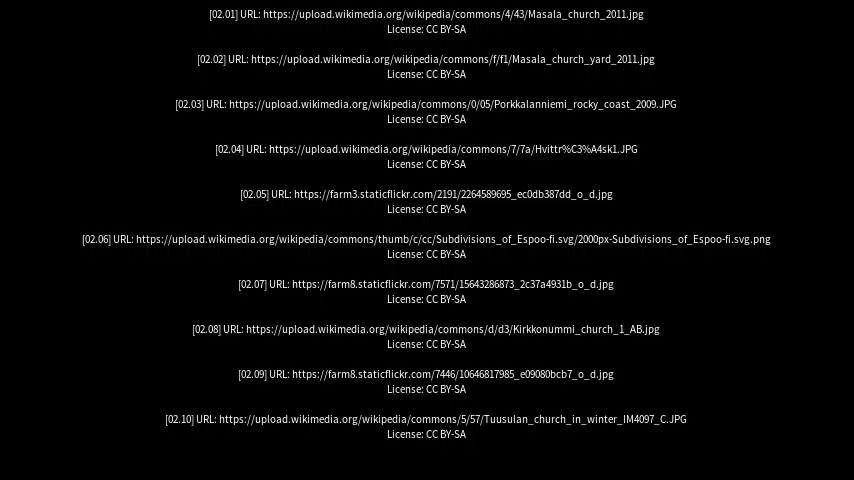 [02.01] URL: https://upload.wikimedia.org/wikipedia/commons/4/43/Masala_church_2011.jpg
License: CC BY-SA
[02.02] URL: https://upload.wikimedia.org/wikipedia/commons/f/f1/Masala_church_yard_2011.jpg
License: CC BY-SA
[02.03] URL: https://upload.wikimedia.org/wikipedia/commons/0/05/Porkkalanniemi_rocky_coast_2009.JPG
License: CC BY-SA
[02.04] URL: https://upload.wikimedia.org/wikipedia/commons/7/7a/Hvittr%C3%A4sk1.JPG
License: CC BY-SA
[02.05] URL: https://farm3.staticflickr.com/2191/2264589695_ec0db387dd_o_d.jpg
License: CC BY-SA
[02.06] URL: https://upload.wikimedia.org/wikipedia/commons/thumb/c/cc/Subdivisions_of_Espoo-fi.svg/2000px-Subdivisions_of_Espoo-fi.svg.png
License: CC BY-SA
[02.07] URL: https://farm8.staticflickr.com/7571/15643286873_2c37a4931b_o_d.jpg
License: CC BY-SA
[02.08] URL: https://upload.wikimedia.org/wikipedia/commons/d/d3/Kirkkonummi_church_1_AB.jpg
License: CC BY-SA
[02.09] URL: https://farm8.staticflickr.com/7446/10646817985_e09080bcb7_o_d.jpg
License: CC BY-SA
[02.10] URL: https://upload.wikimedia.org/wikipedia/commons/5/57/Tuusulan_church_in_winter_IM4097_C.JPG
License: CC BY-SA